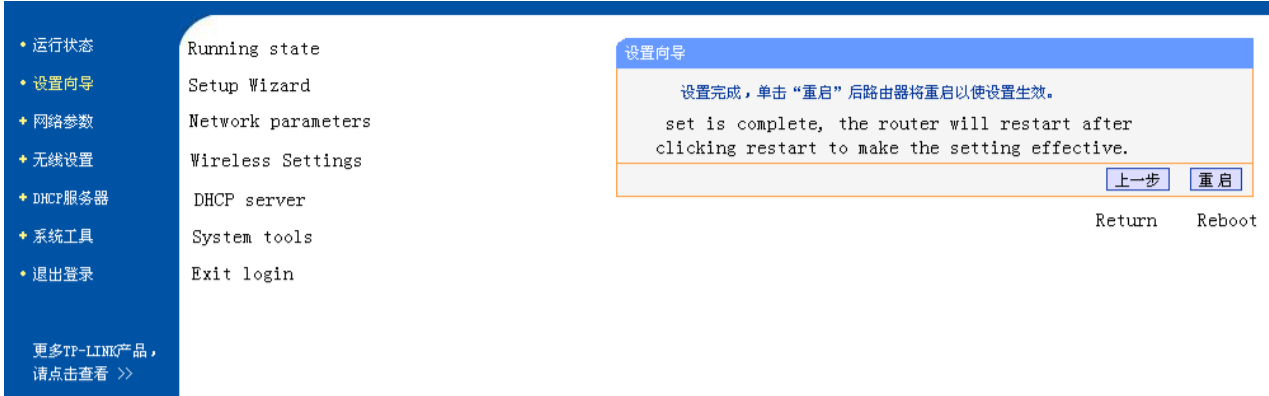 运行状态
设置向导
网络参数
无线设置
DHCP服务器
系统工具
退出登录
更多TP-LINK产品，
请点击查看 >>
Running state
Setup Wizard
Network parameters
Wireless Settings
DHCP server
System tools
Exit login
设置向导
设置完成，单击“重启”后路由器将重启以使设置生效。
set is complete, the router will restart after
clicking restart to make the setting effective.
上一步 重启
Return Reboot